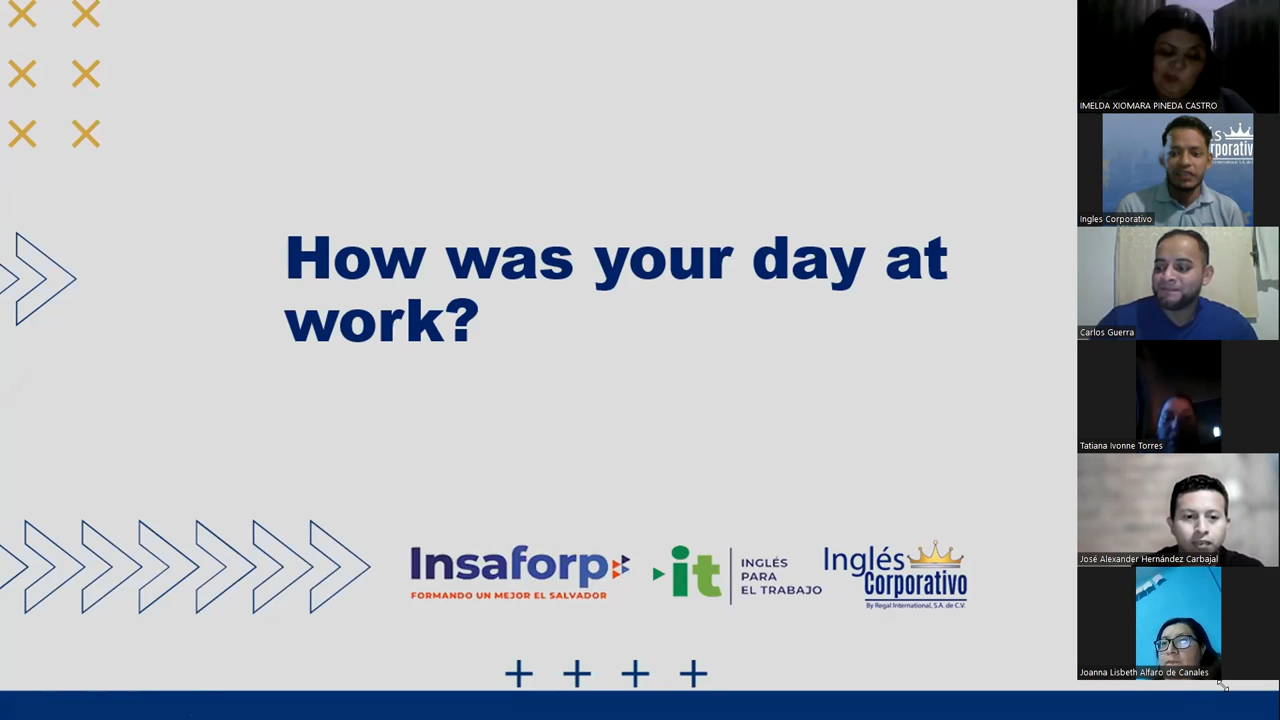 How was your day at
work?
Insaforp
FORMANDO UN MEJOR EL SALVADOR
it
INGLÉS
PARA
EL TRABAJO
Inglés
Corporativo
By Regal International, S.A. de C.V.
IMELDA XIOMARA PINEDA CASTRO
Ingles Corporativo
Carlos Guerra
Tatiana Ivonne Torres
José Alexander Hernández Carbajal
Joanna Lisbeth Alfaro de Canales